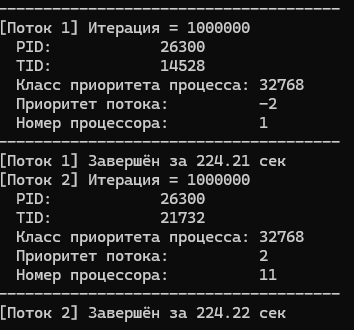 --------------------------------------
[Поток 1] Итерация = 1000000
PID: 26300
TID: 14528
Класс приоритета процесса: 32768
Приоритет потока: -2
Номер процессора: 1
--------------------------------------
[Поток 1] Завершён за 224.21 сек
[Поток 2] Итерация = 1000000
PID: 26300
TID: 21732
Класс приоритета процесса: 32768
Приоритет потока: 2
Номер процессора: 11
--------------------------------------
[Поток 2] Завершён за 224.22 сек